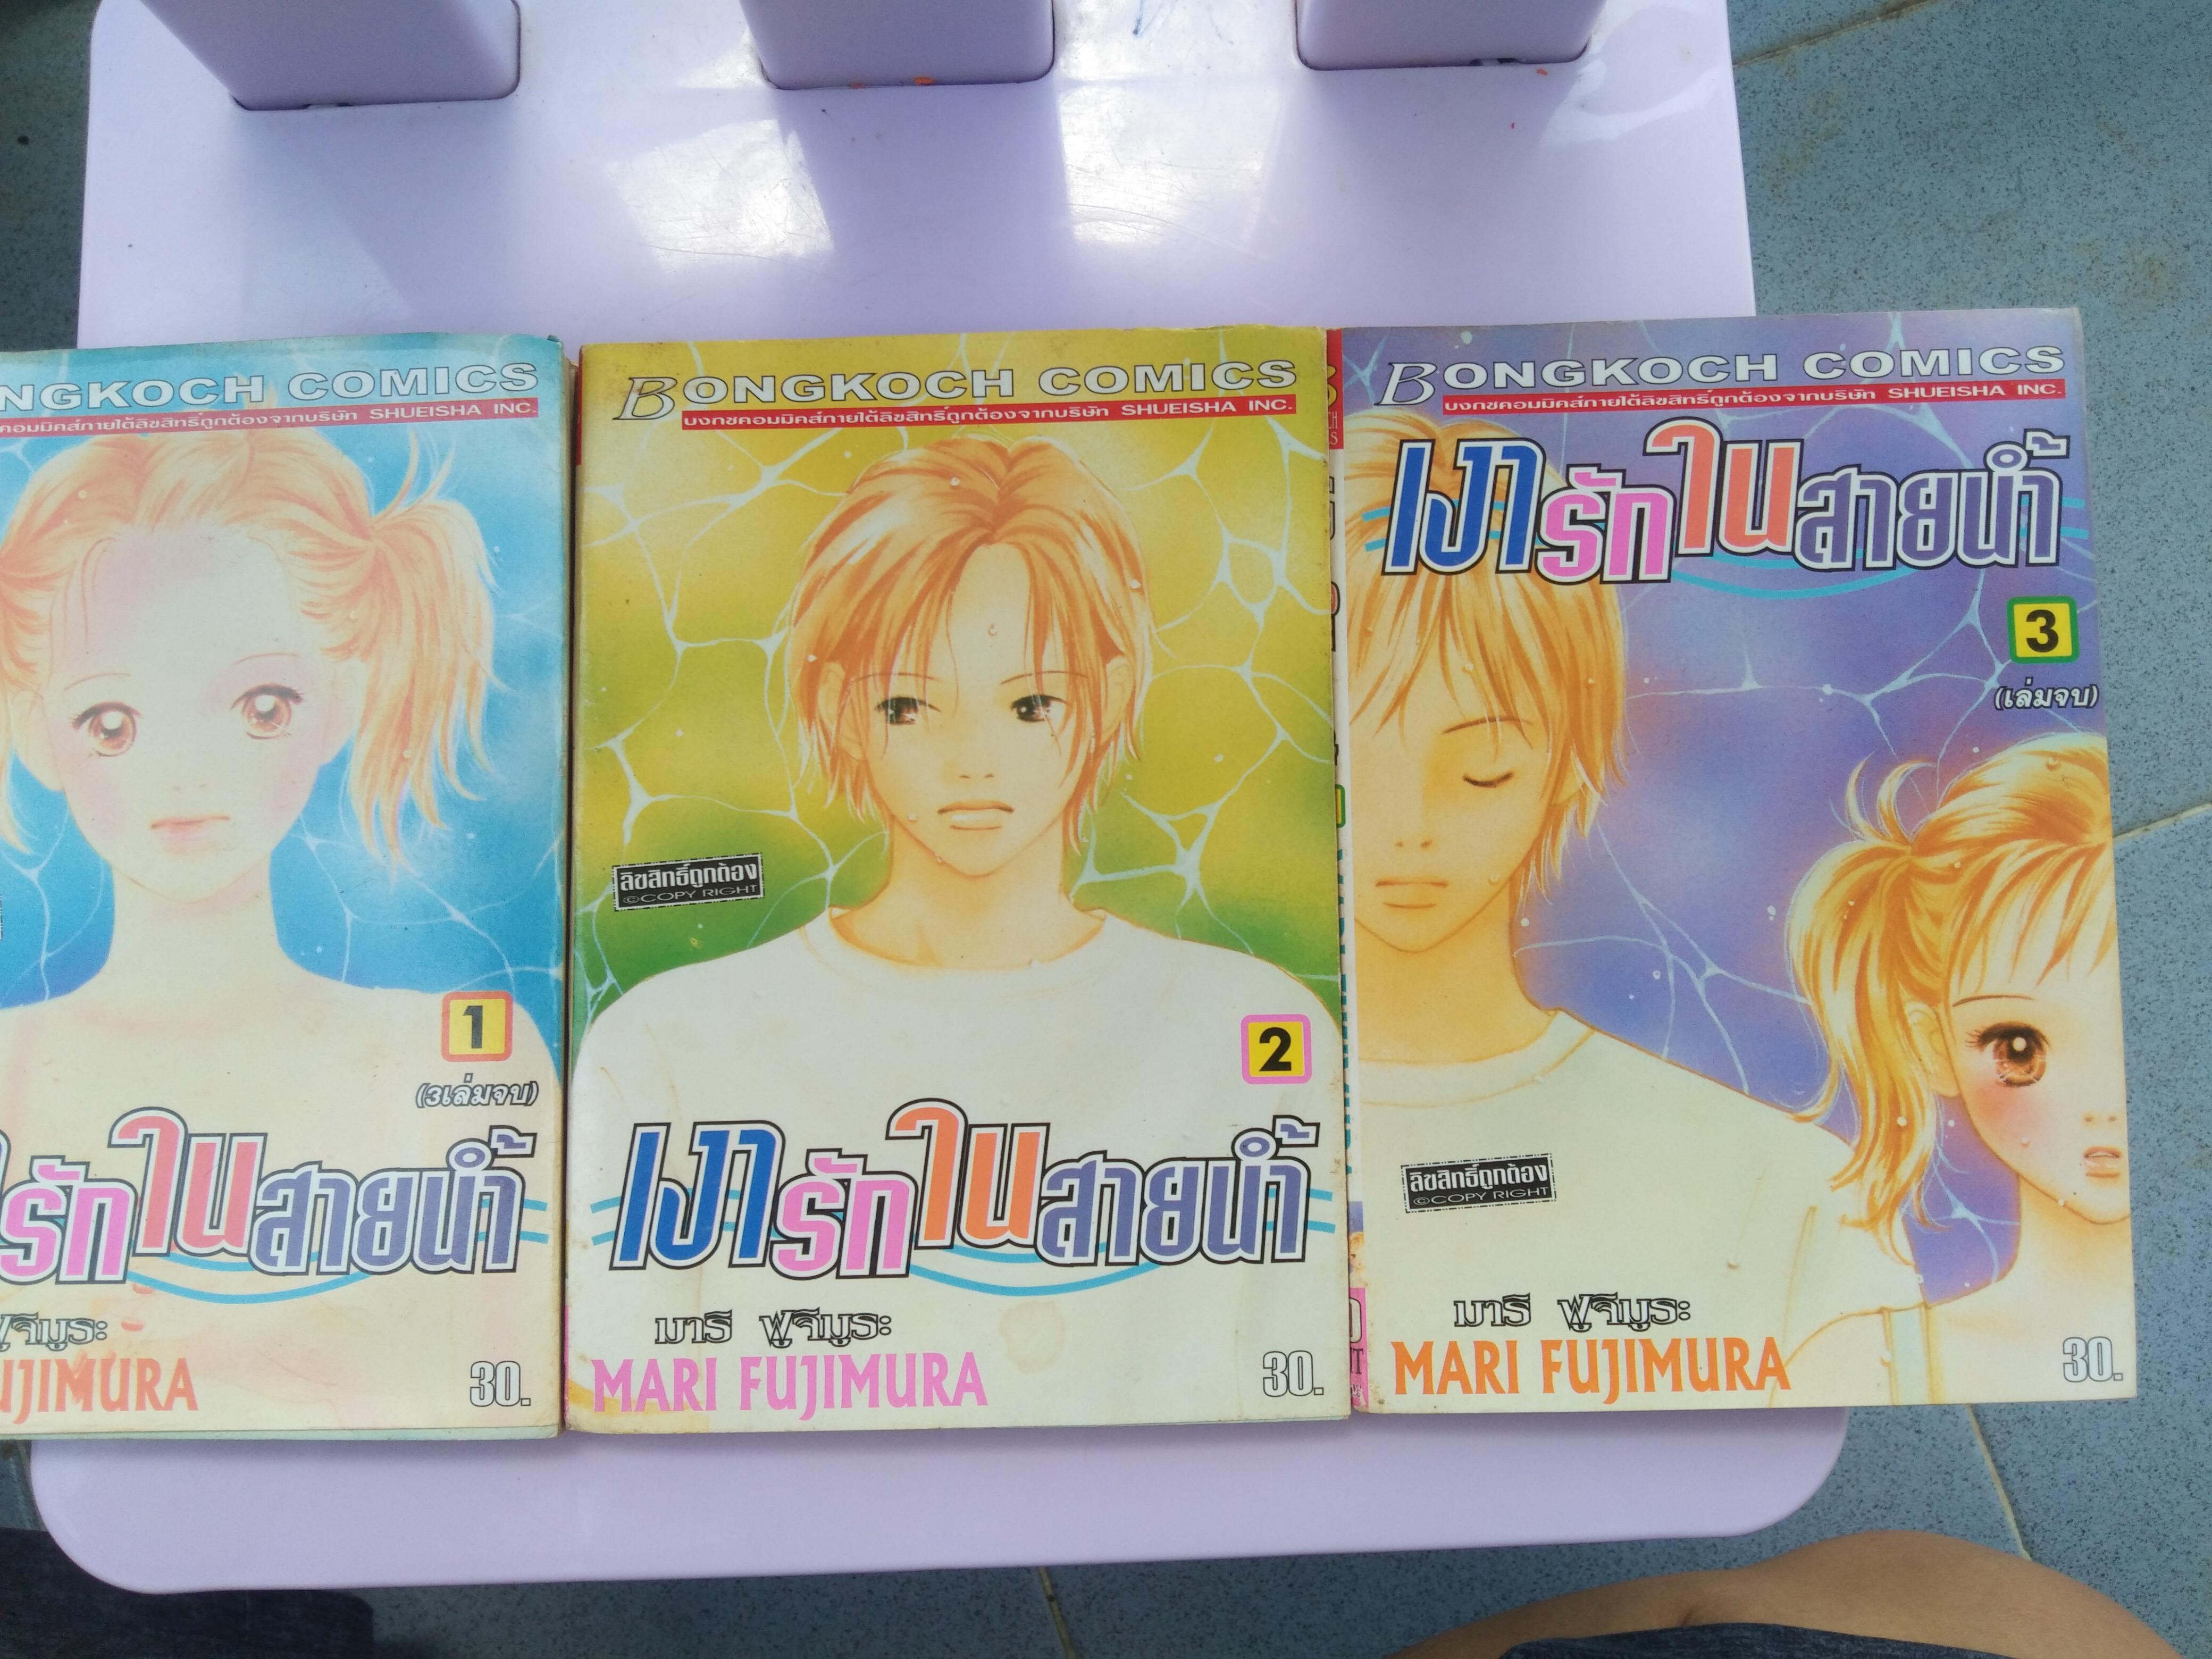 ONGKOCH COMICS
คอมมิคส์ภายใต้ลิขสิทธิ์ถูกต้องจากบริษัท SHUEISHA INC.
1
(3เล่มจบ)
รักในสายน้ำ
ฟูจิมูระ
UJIMURA
30.
BONGKOCH COMICS
บงกชคอมมิคส์ภายใต้ลิขสิทธิ์ถูกต้องจากบริษัท SHUEISHA INC.
ลิขสิทธิ์ถูกต้อง
©COPY RIGHT
2
เงารักในสายน้ำ
มาริ ฟูจิมูระ
MARI FUJIMURA
30.
BONGKOCH COMICS
บงกชคอมมิคส์ภายใต้ลิขสิทธิ์ถูกต้องจากบริษัท SHUEISHA INC.
เงารักในสายน้ำ
3
(เล่มจบ)
ลิขสิทธิ์ถูกต้อง
©COPY RIGHT
มาริ ฟูจิมูระ
MARI FUJIMURA
30.